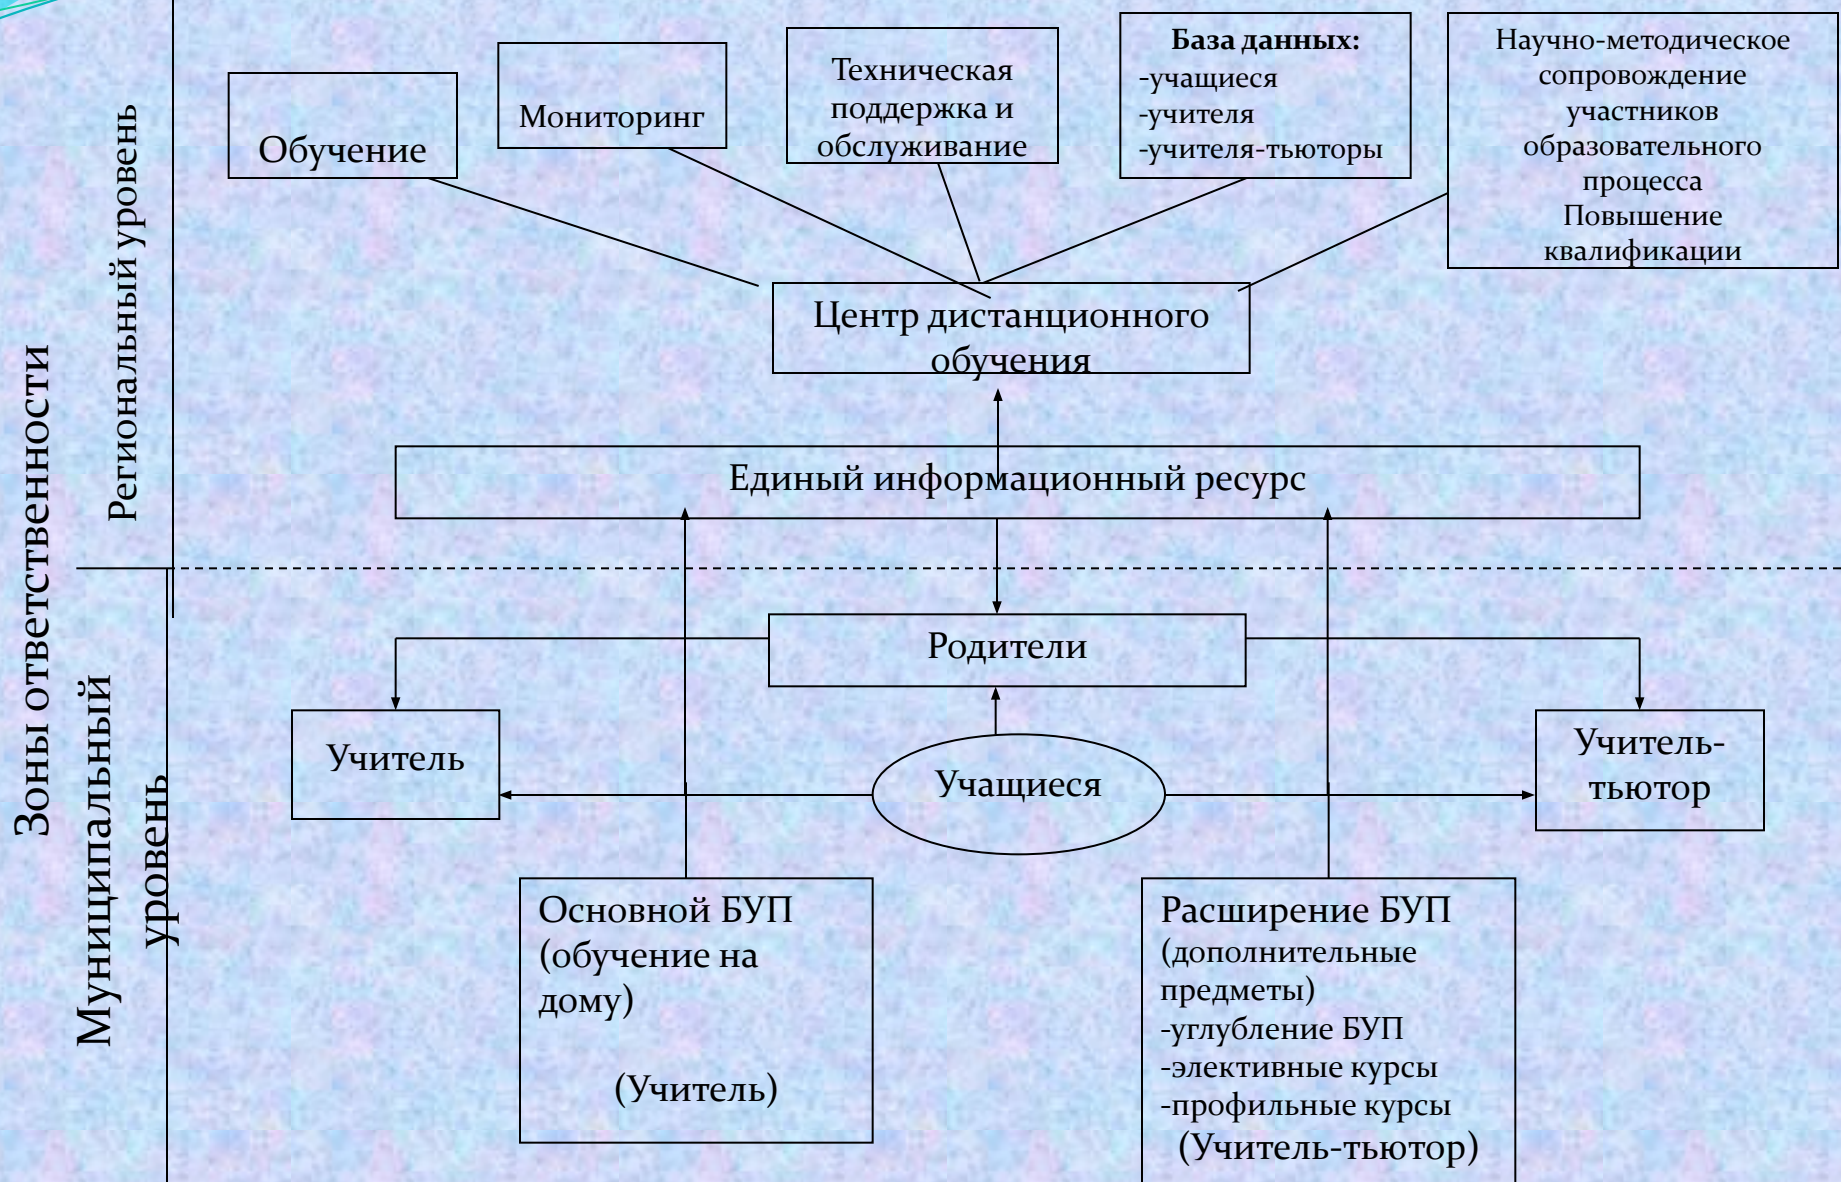 Зоны ответственности
Региональный уровень
Обучение
Мониторинг
Техническая
поддержка и
обслуживание
База данных:
-учащиеся
-учителя
-учителя-тьюторы
Научно-методическое
сопровождение
участников
образовательного
процесса
Повышение
квалификации
Центр дистанционного
обучения
Единый информационный ресурс
Муниципальный
уровень
Родители
Учитель
Учащиеся
Учитель-
тьютор
Основной БУП
(обучение на
дому)
(Учитель)
Расширение БУП
(дополнительные
предметы)
-углубление БУП
-элективные курсы
-профильные курсы
(Учитель-тьютор)